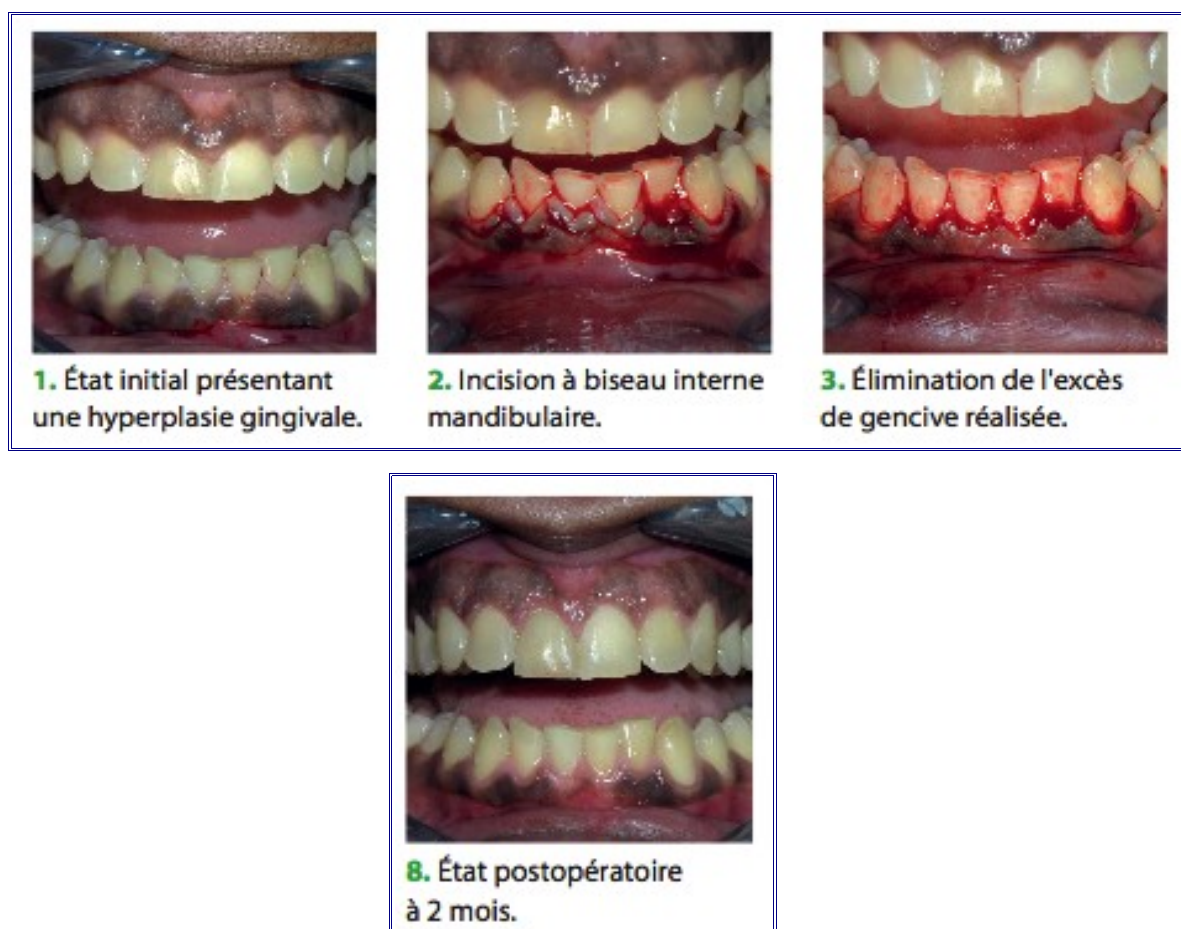 1. État initial présentant
une hyperplasie gingivale.
2. Incision à biseau interne
mandibulaire.
3. Élimination de l'excès
de gencive réalisée.
8. État postopératoire
à 2 mois.